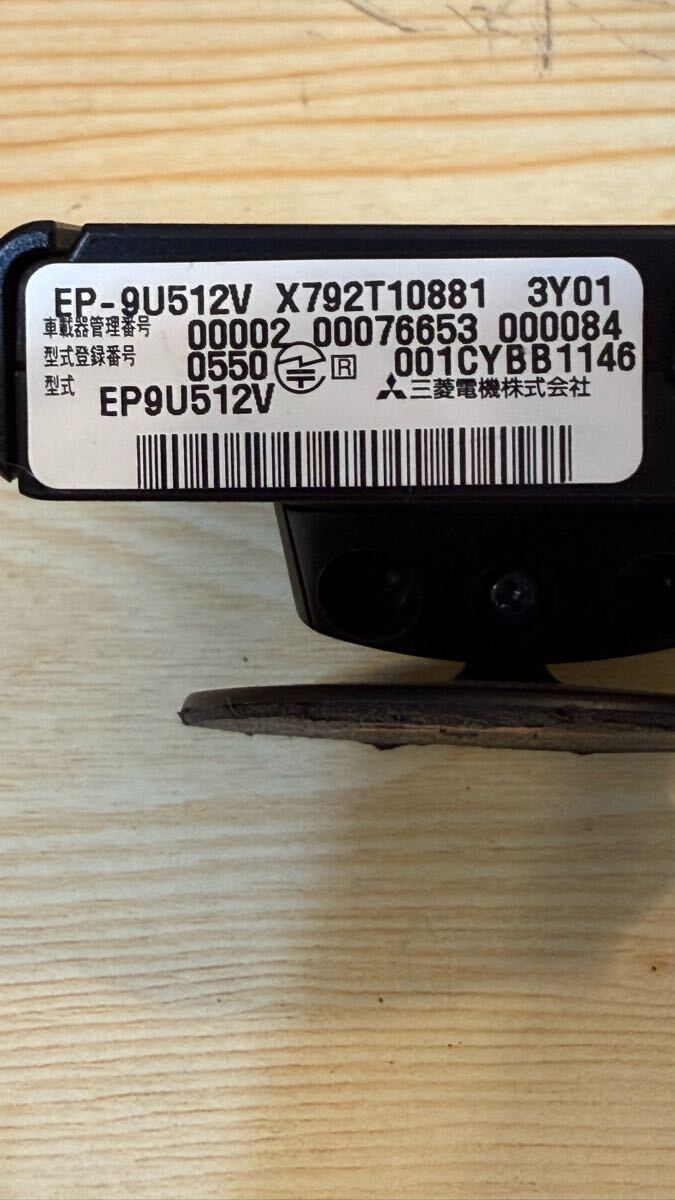 EP-9U512V X792T10881 3Y01
車載器管理番号 00002 00076653 000084
型式登録番号 0550 R 001CYBB1146
型式 EP9U512V 三菱電機株式会社